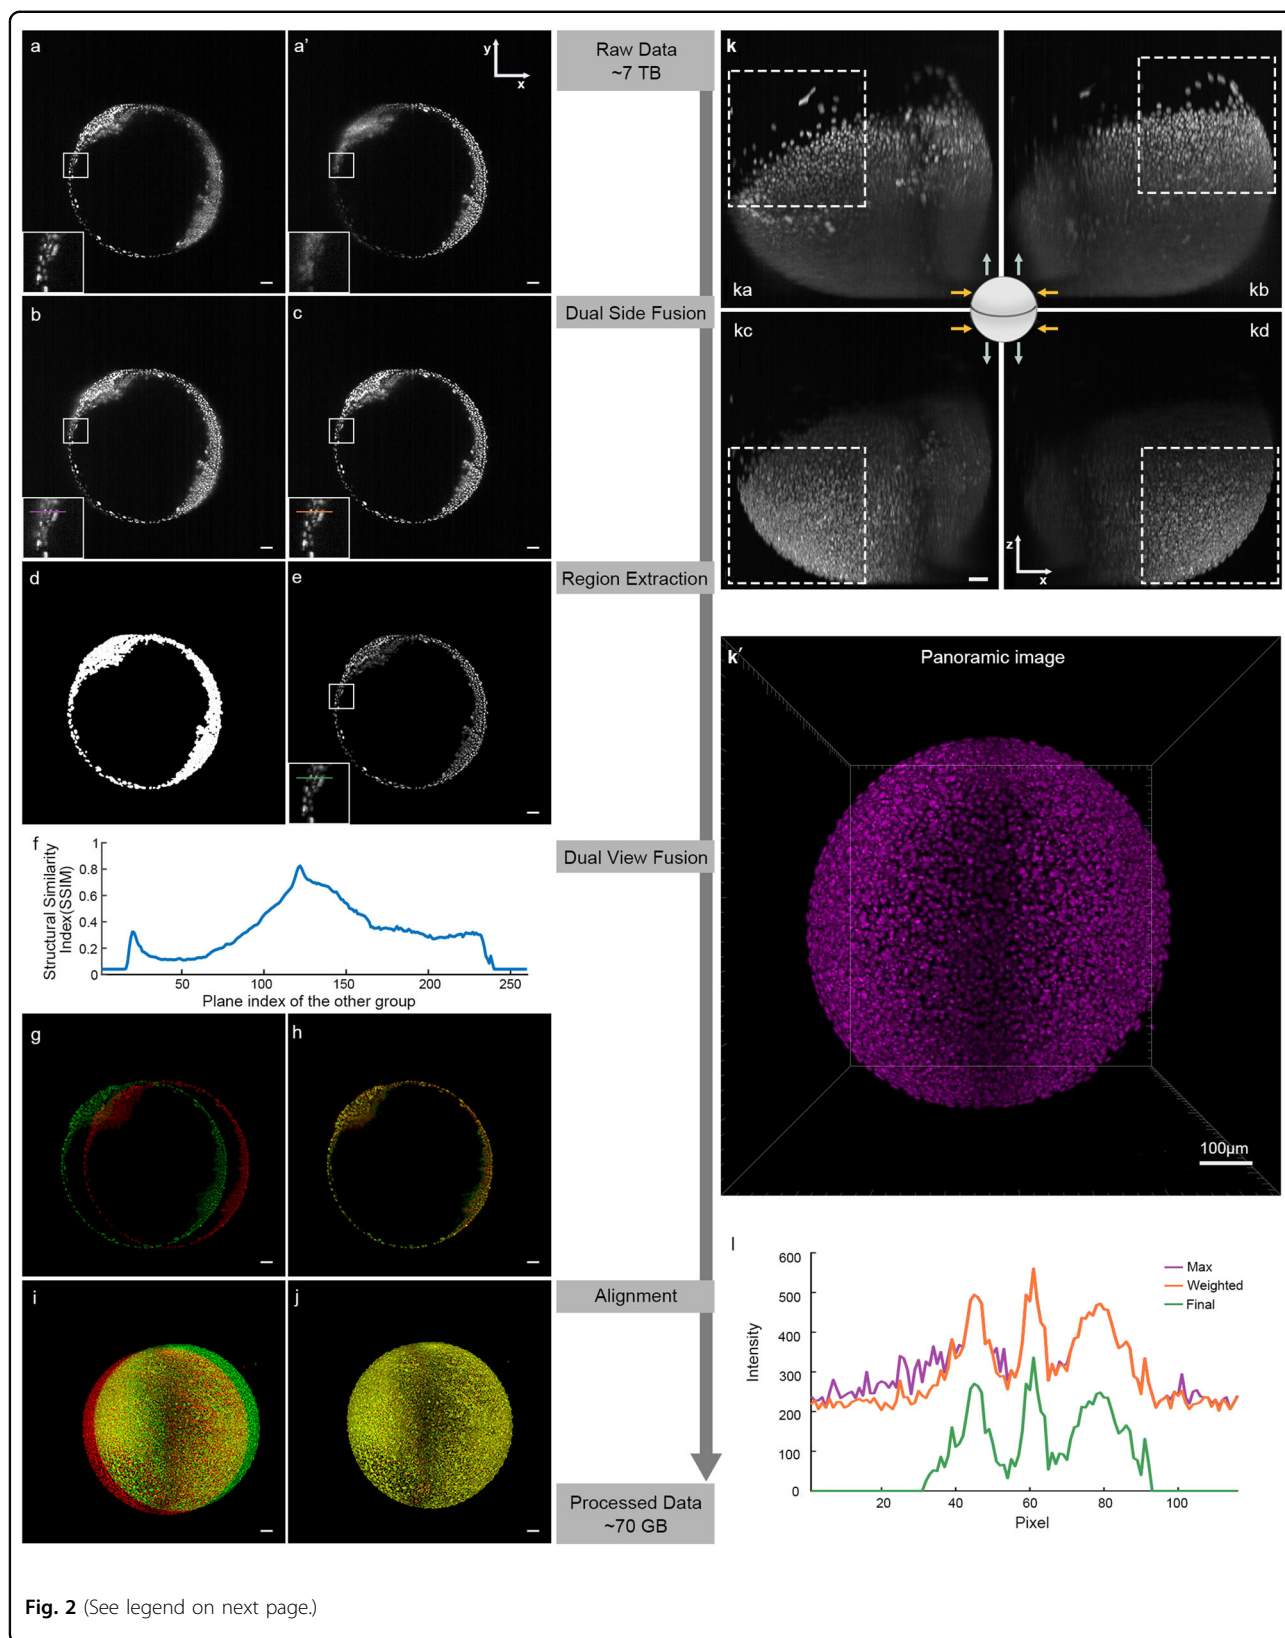 a
a'
y
x
Raw Data
~7 TB
b
c
Dual Side Fusion
d
e
Region Extraction
f
Structural Similarity
Index(SSIM)
1
0.8
0.6
0.4
0.2
0
50
100
150
200
250
Plane index of the other group
Dual View Fusion
g
h
i
j
Alignment
Processed Data
~70 GB
k
ka
kb
kc
kd
z
x
k′
Panoramic image
100μm
l
600
500
400
300
200
100
0
Intensity
20
40
60
80
100
Pixel
Max
Weighted
Final
Fig. 2 (See legend on next page.)